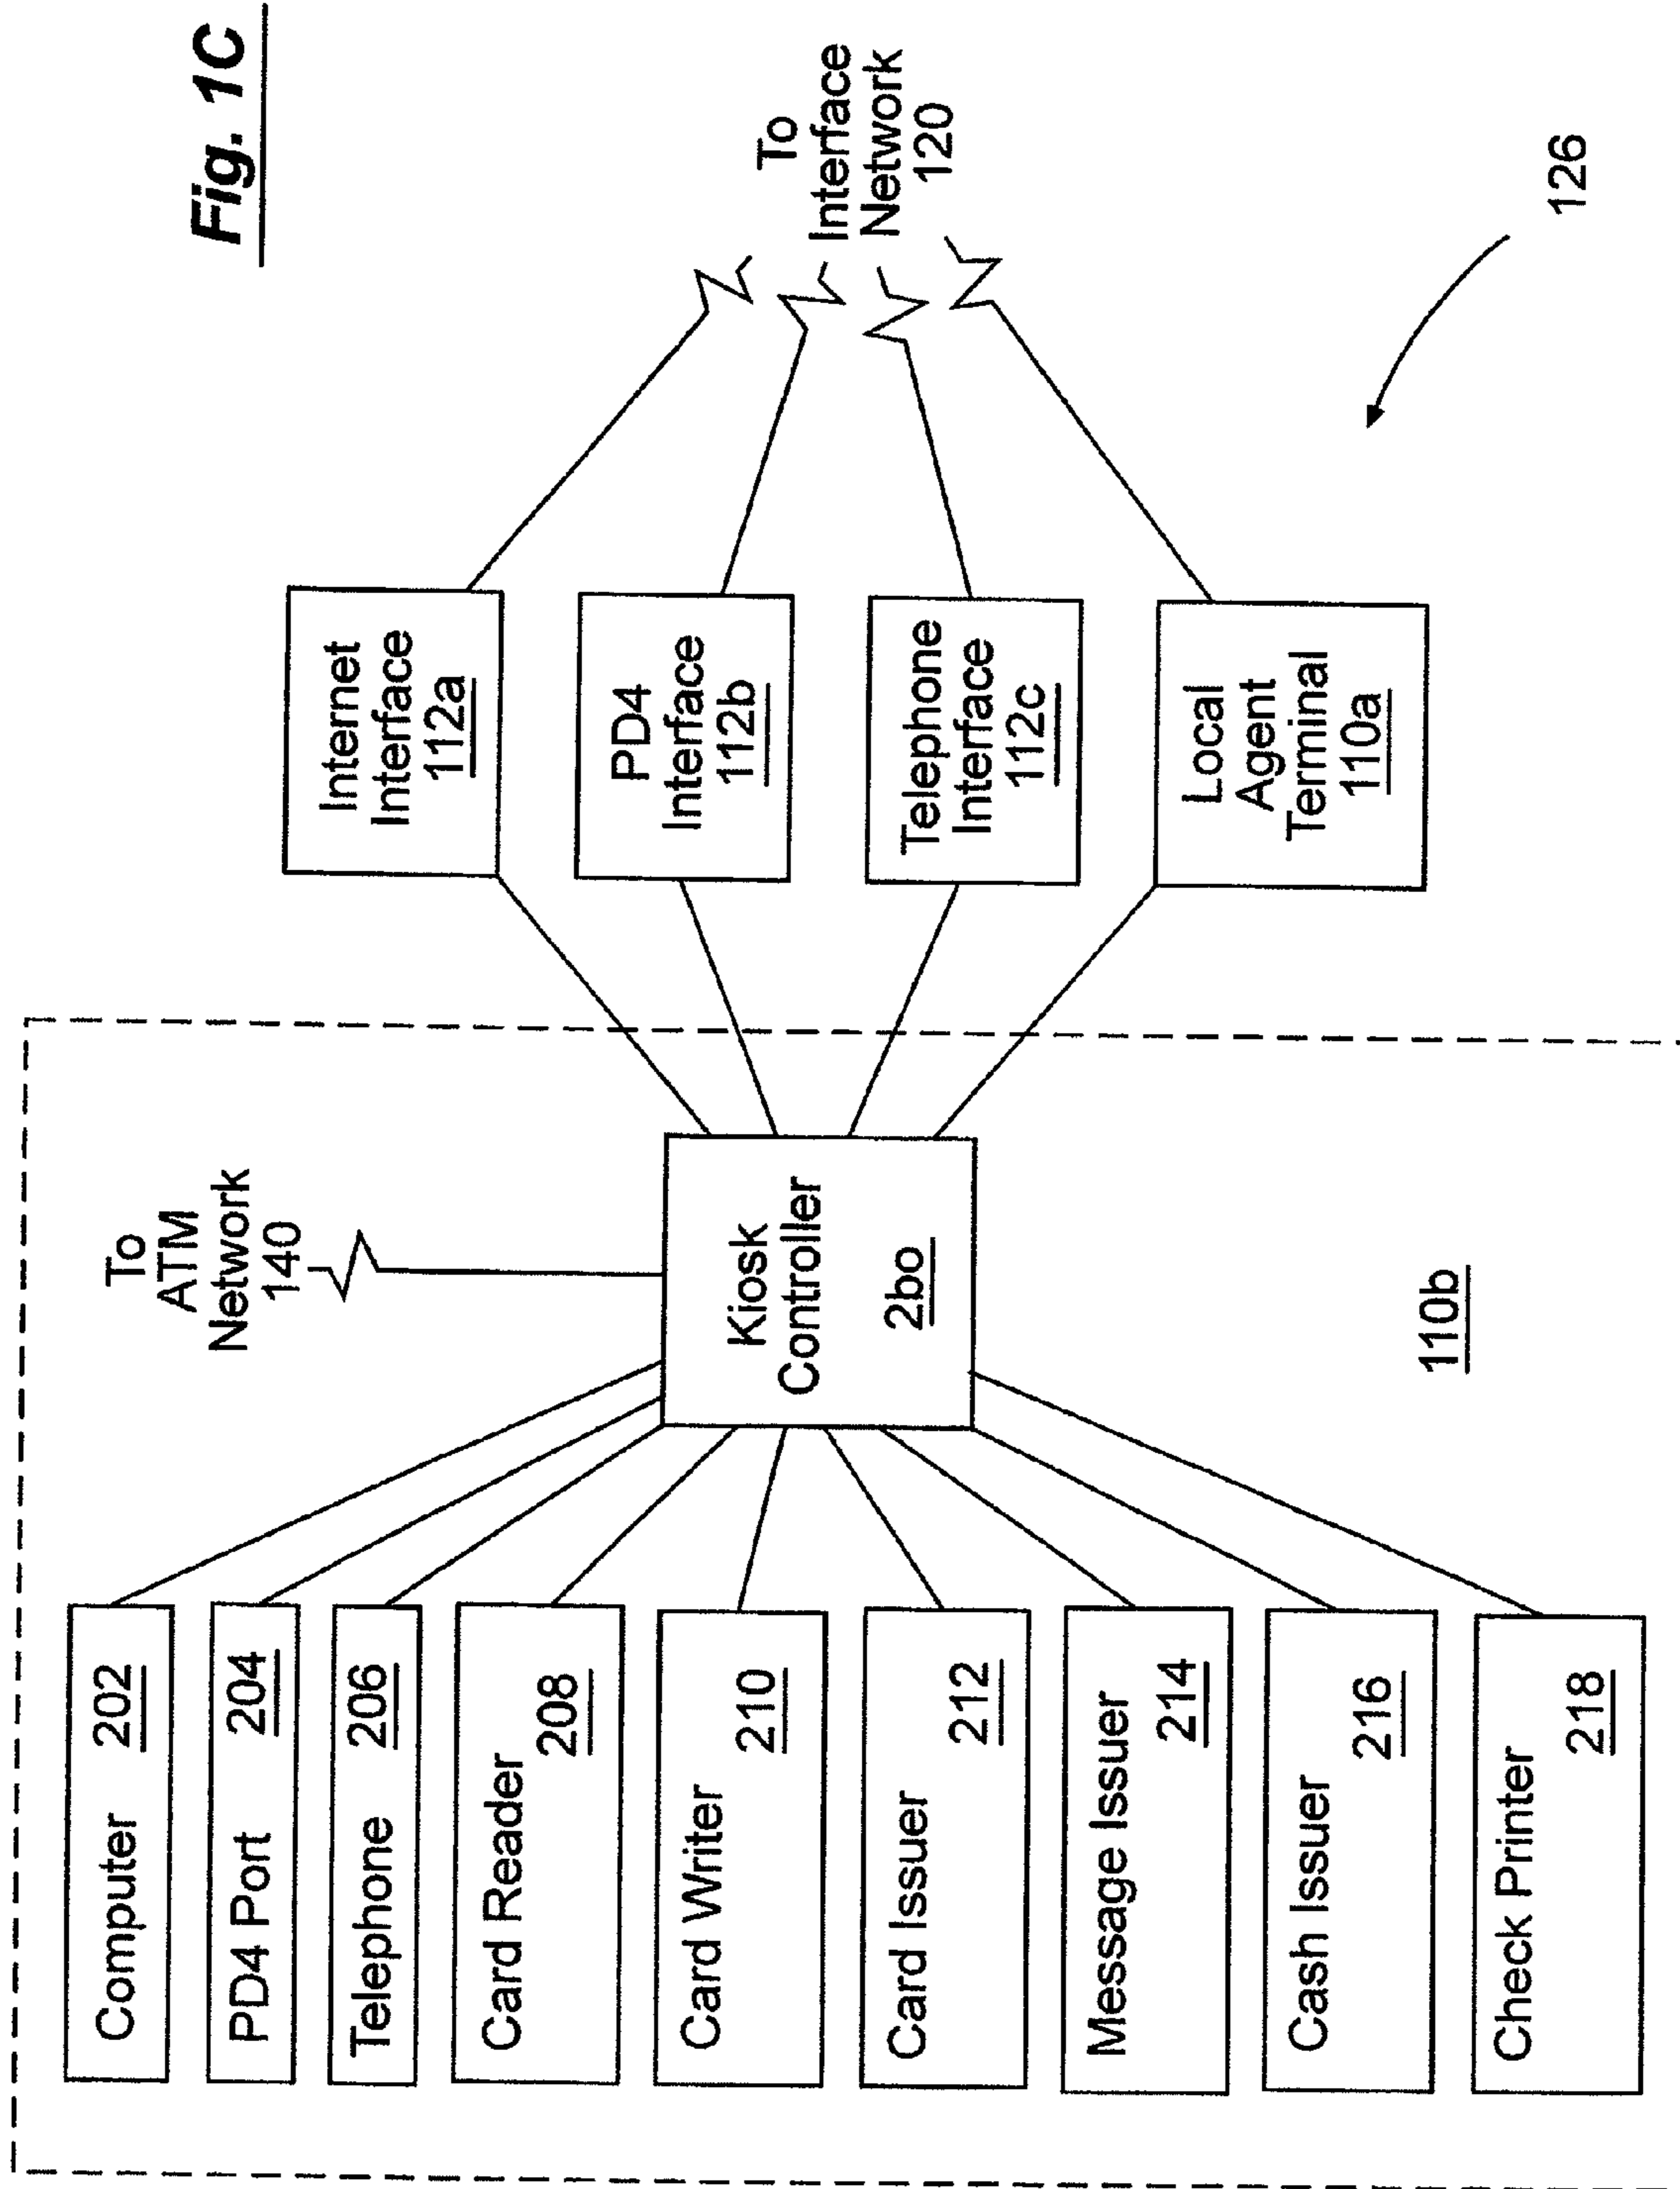 Fig. 1C
To
ATM
Network
140
Computer 202
PD4 Port 204
Telephone 206
Card Reader
208
Card Writer
210
Card Issuer
212
Message Issuer
214
Cash Issuer
216
Check Printer
218
Kiosk
Controller
2bo
110b
Internet
Interface
112a
PD4
Interface
112b
Telephone
Interface
112c
Local
Agent
Terminal
110a
To
Interface
Network
120
126